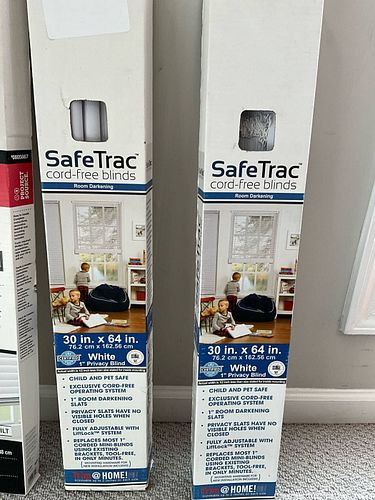 PROJECT
SOURCE.
SafeTrac™
cord-free blinds
Room Darkening
30 in. x 64 in.
76.2 cm x 162.56 cm
White
1" Privacy Blind
• CHILD AND PET SAFE
• EXCLUSIVE CORD-FREE
OPERATING SYSTEM
• 1" ROOM DARKENING
SLATS
• PRIVACY SLATS HAVE NO
VISIBLE HOLES WHEN
CLOSED
• FULLY ADJUSTABLE WITH
LiftLock™ SYSTEM
• REPLACES MOST 1"
CORDED MINI-BLINDS
USING EXISTING
BRACKETS, TOOL-FREE,
IN ONLY MINUTES.
@HOME!
SafeTrac™
cord-free blinds
Room Darkening
30 in. x 64 in.
76.2 cm x 162.56 cm
White
1" Privacy Blind
• CHILD AND PET SAFE
• EXCLUSIVE CORD-FREE
OPERATING SYSTEM
• 1" ROOM DARKENING
SLATS
• PRIVACY SLATS HAVE NO
VISIBLE HOLES WHEN
CLOSED
• FULLY ADJUSTABLE WITH
LiftLock™ SYSTEM
• REPLACES MOST 1"
CORDED MINI-BLINDS
USING EXISTING
BRACKETS, TOOL-FREE,
IN ONLY MINUTES.
@HOME!